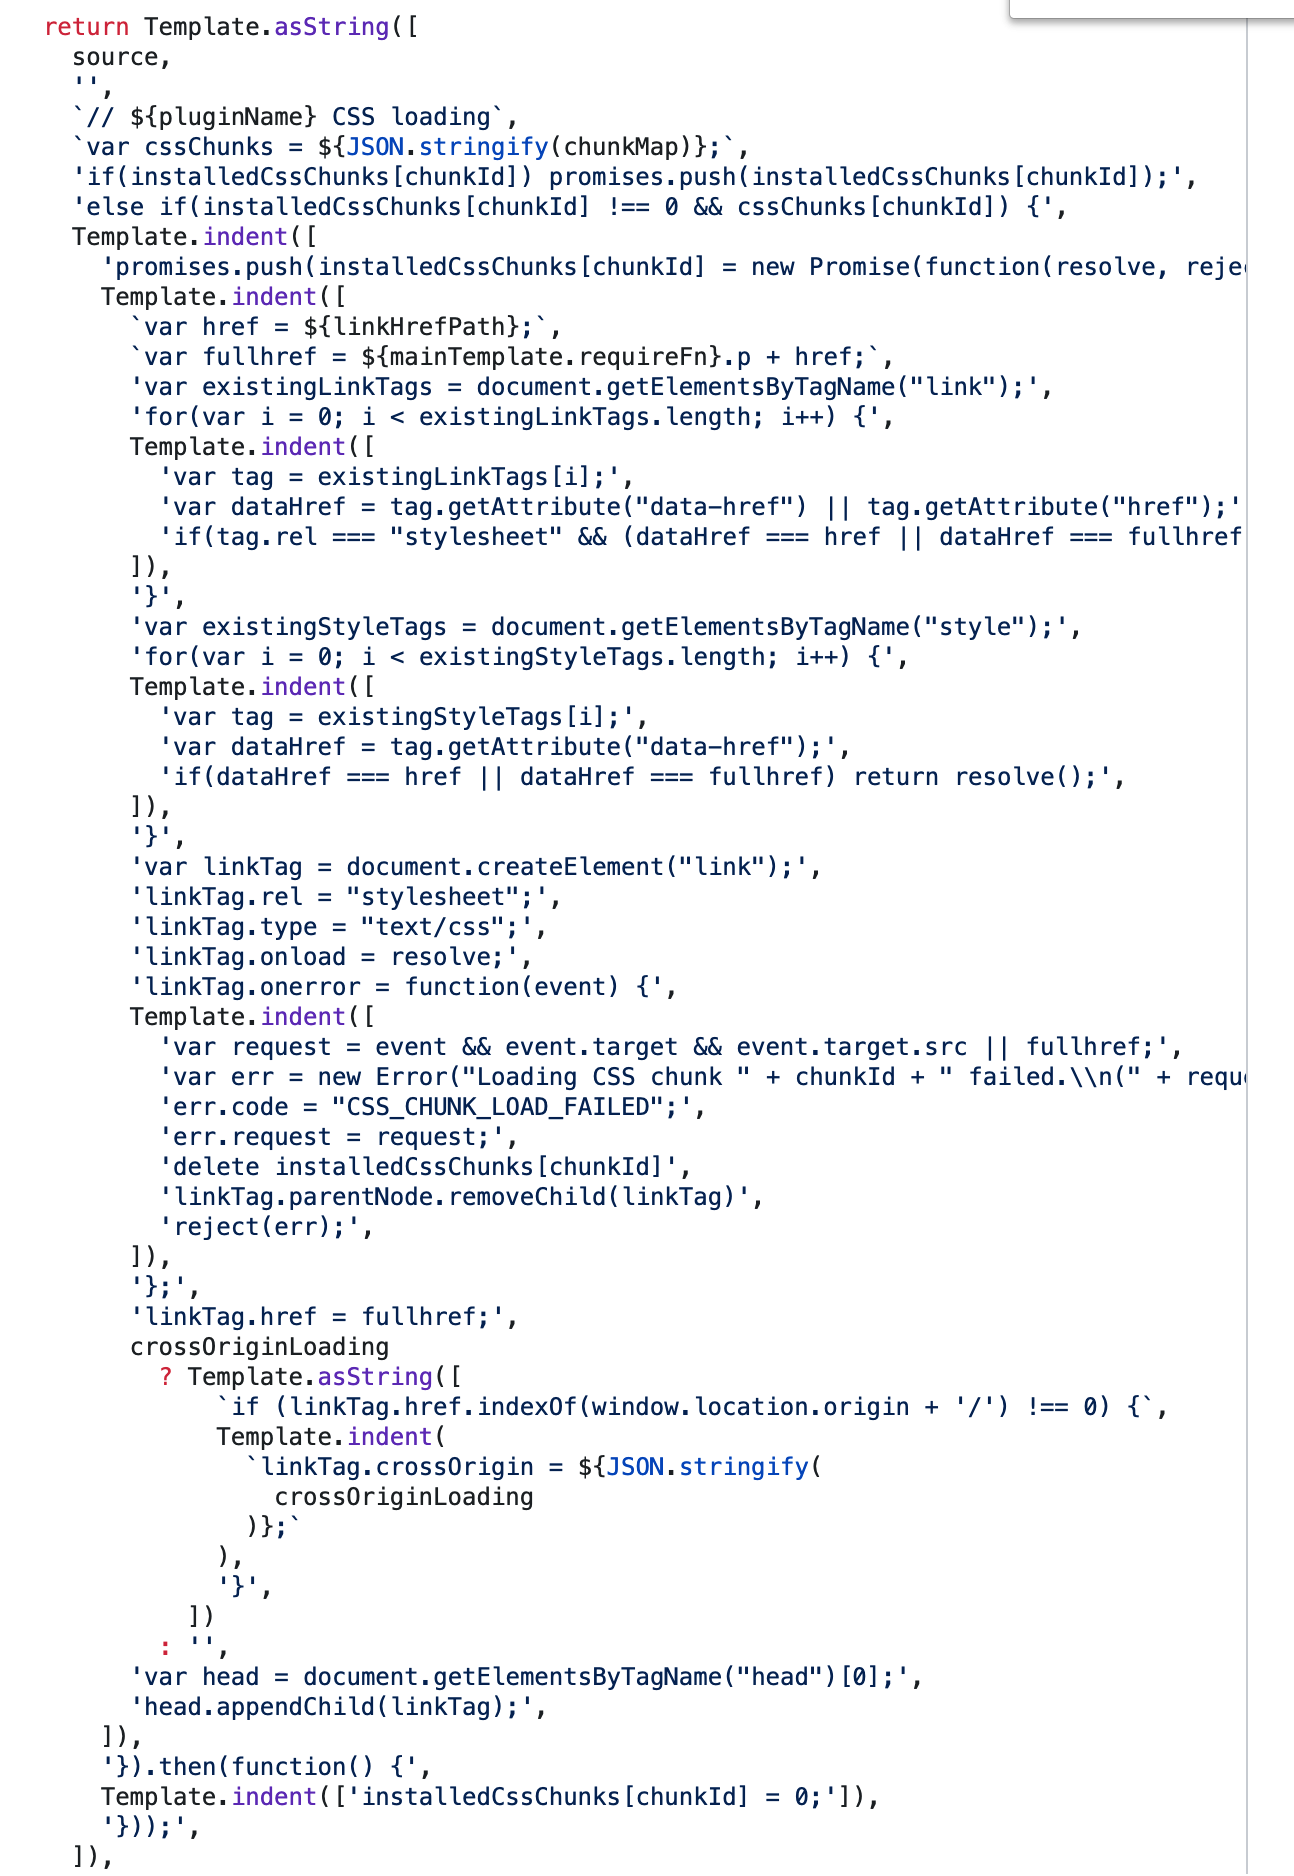 return Template.asString([
source,
'',
`// ${pluginName} CSS loading`,
`var cssChunks = ${JSON.stringify(chunkMap)};`,
'if(installedCssChunks[chunkId]) promises.push(installedCssChunks[chunkId]);',
'else if(installedCssChunks[chunkId] !== 0 && cssChunks[chunkId]) {',
Template.indent([
'promises.push(installedCssChunks[chunkId] = new Promise(function(resolve,
Template.indent([
`var href = ${linkHrefPath};`,
`var fullhref = ${mainTemplate.requireFn}.p + href;`,
'var existingLinkTags = document.getElementsByTagName("link");',
'for(var i = 0; i < existingLinkTags.length; i++) {',
Template.indent([
'var tag = existingLinkTags[i];',
'var dataHref = tag.getAttribute("data-href") || tag.getAttribute("href");'
'if(tag.rel === "stylesheet" && (dataHref === href || dataHref === fullhref
]),
'}',
'var existingStyleTags = document.getElementsByTagName("style");',
'for(var i = 0; i < existingStyleTags.length; i++) {',
Template.indent([
'var tag = existingStyleTags[i];',
'var dataHref = tag.getAttribute("data-href");',
'if(dataHref === href || dataHref === fullhref) return resolve();',
]),
'}',
'var linkTag = document.createElement("link");',
'linkTag.rel = "stylesheet";',
'linkTag.type = "text/css";',
'linkTag.onload = resolve;',
'linkTag.onerror = function(event) {',
Template.indent([
'var request = event && event.target && event.target.src || fullhref;',
'var err = new Error("Loading CSS chunk " + chunkId + " failed.\\n(" +
'err.code = "CSS_CHUNK_LOAD_FAILED";',
'err.request = request;',
'delete installedCssChunks[chunkId]',
'linkTag.parentNode.removeChild(linkTag)',
'reject(err);',
]),
'};',
'linkTag.href = fullhref;',
crossOriginLoading
? Template.asString([
`if (linkTag.href.indexOf(window.location.origin + '/') !== 0) {`,
Template.indent(
`linkTag.crossOrigin = ${JSON.stringify(
crossOriginLoading
)};`
),
'}',
])
: '',
'var head = document.getElementsByTagName("head")[0];',
'head.appendChild(linkTag);',
]),
'}).then(function() {',
Template.indent(['installedCssChunks[chunkId] = 0;']),
'}));',
]),